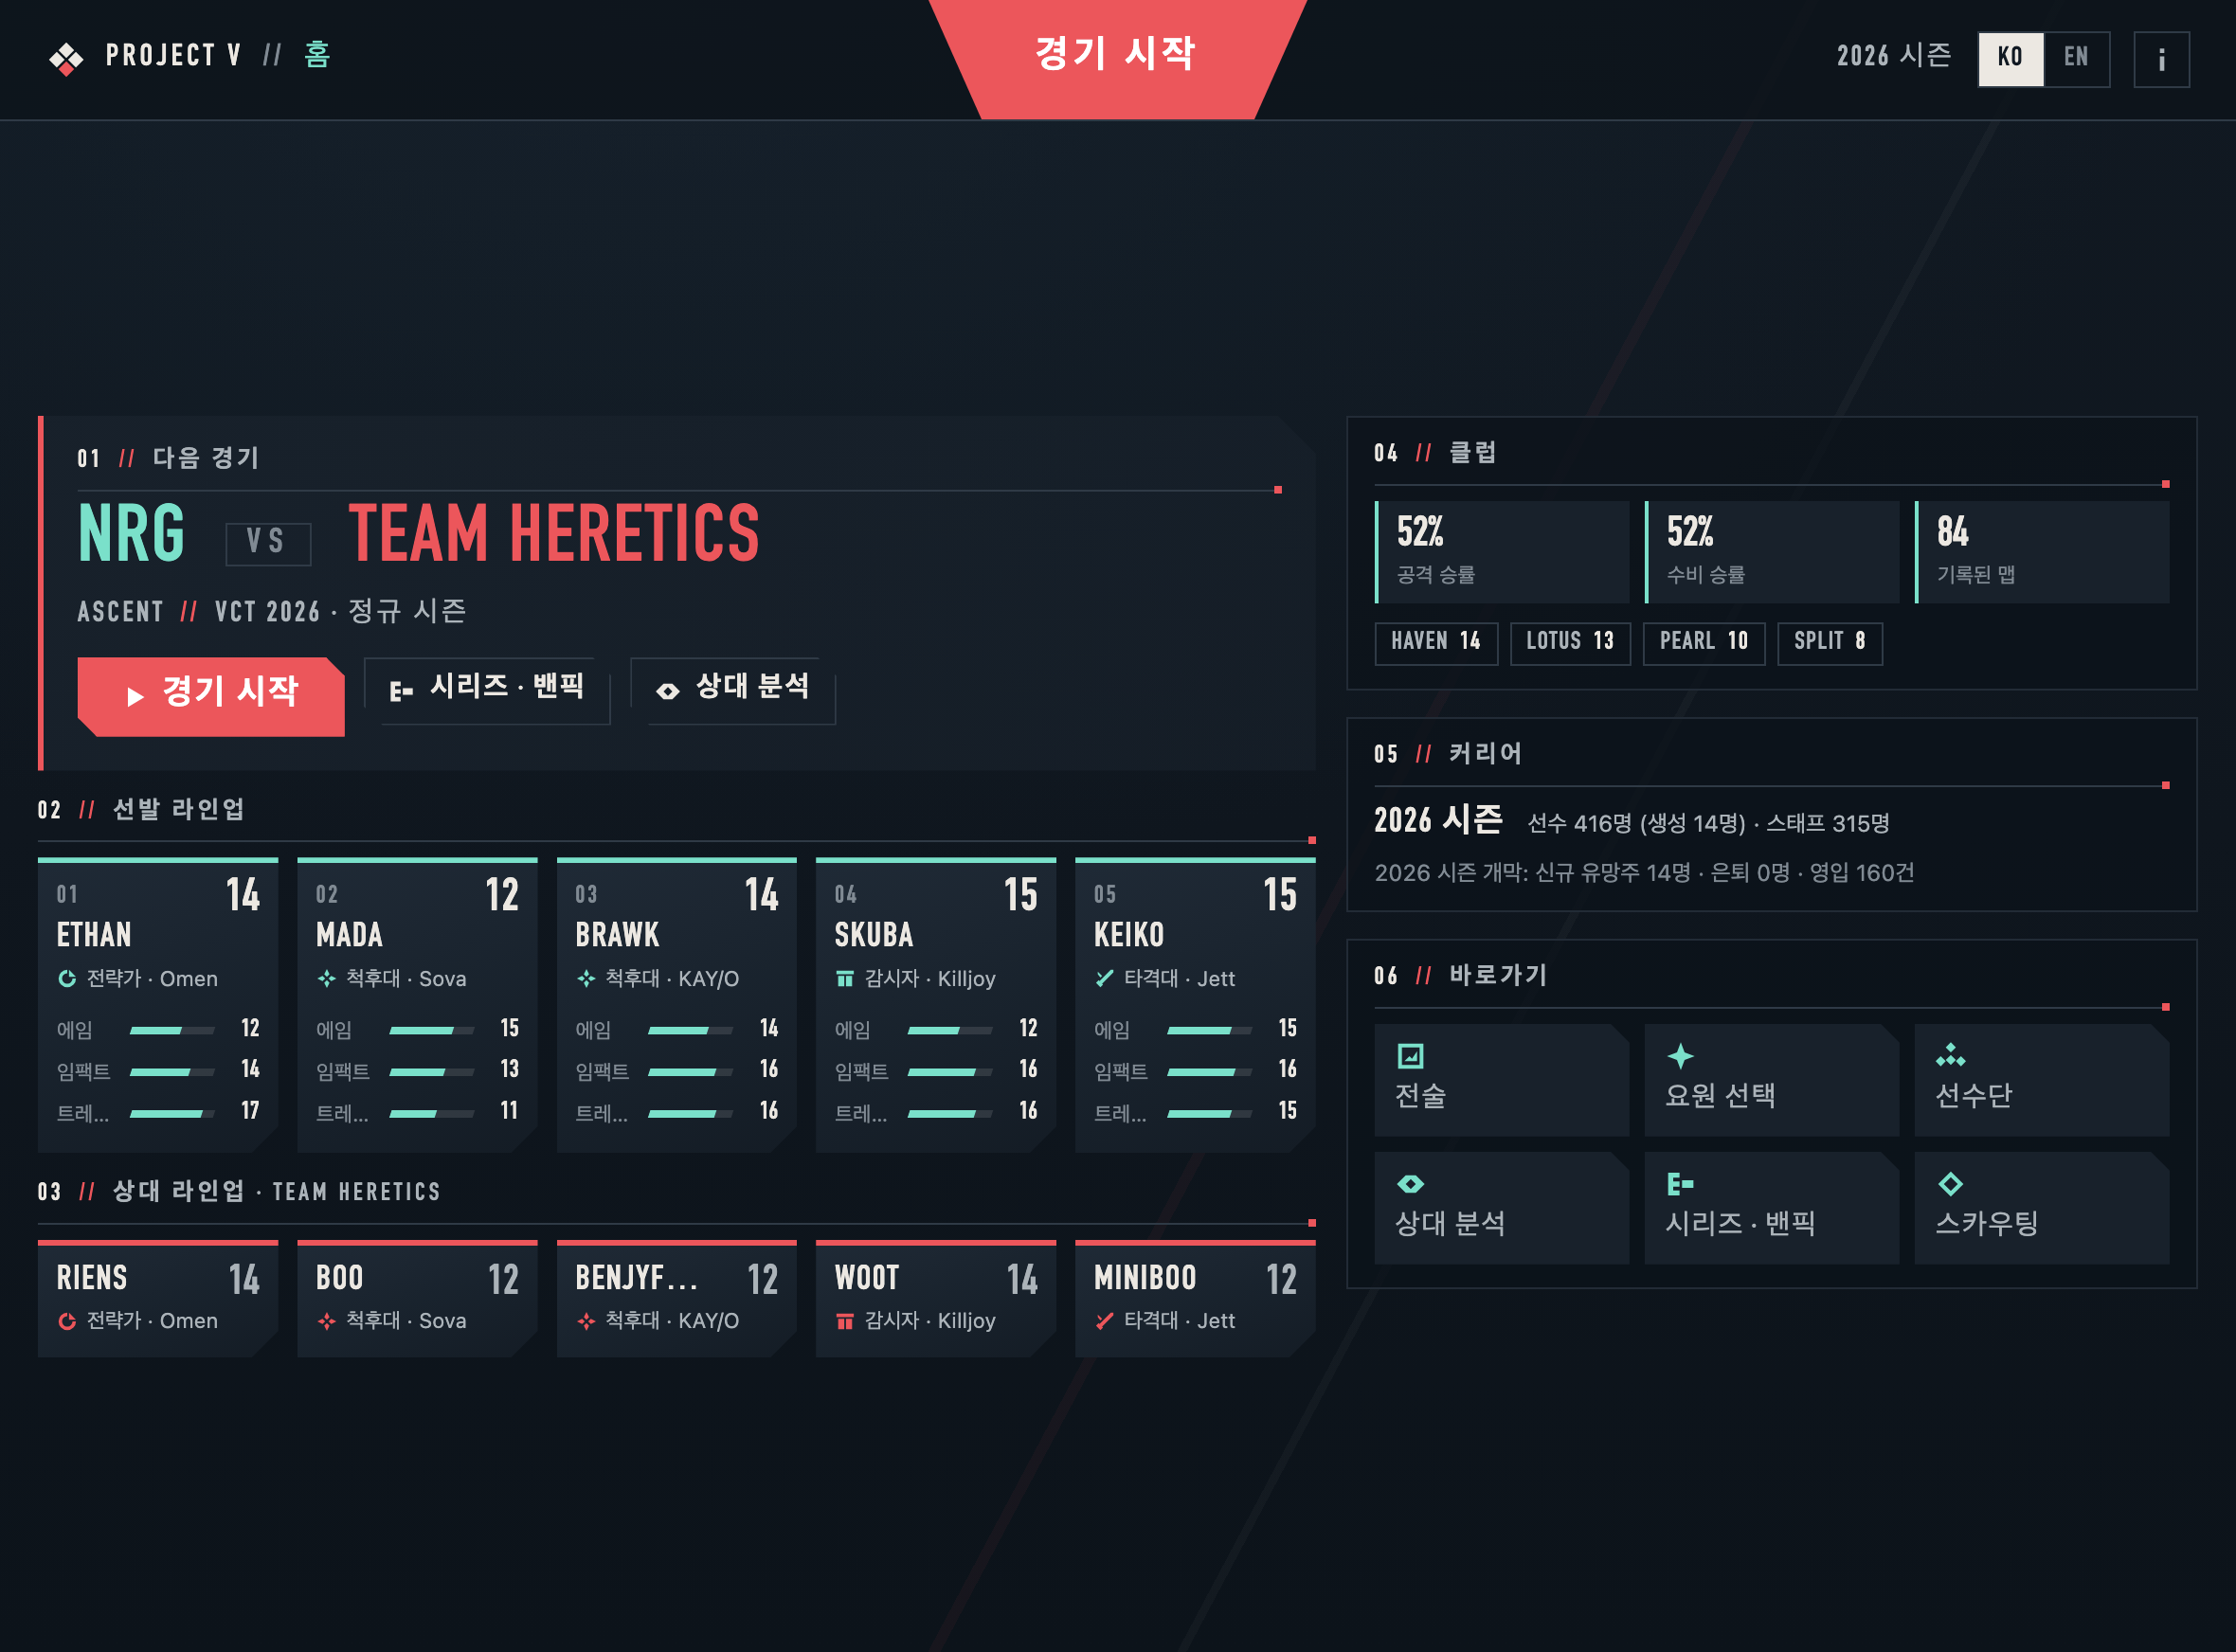 PROJECT V // 홈
경기 시작
2026 시즌
KO
EN
i
01 // 다음 경기
NRG VS TEAM HERETICS
ASCENT // VCT 2026 · 정규 시즌
경기 시작
시리즈 · 밴픽
상대 분석
02 // 선발 라인업
01 14
ETHAN
전략가 · Omen
에임 12
임팩트 14
트레... 17
02 12
MADA
척후대 · Sova
에임 15
임팩트 13
트레... 11
03 14
BRAWK
척후대 · KAY/O
에임 14
임팩트 16
트레... 16
04 15
SKUBA
감시자 · Killjoy
에임 12
임팩트 16
트레... 16
05 15
KEIKO
타격대 · Jett
에임 15
임팩트 16
트레... 15
03 // 상대 라인업 · TEAM HERETICS
RIENS 14
전략가 · Omen
BOO 12
척후대 · Sova
BENJYF... 12
척후대 · KAY/O
WOOT 14
감시자 · Killjoy
MINIBOO 12
타격대 · Jett
04 // 클럽
52%
공격 승률
52%
수비 승률
84
기록된 맵
HAVEN 14
LOTUS 13
PEARL 10
SPLIT 8
05 // 커리어
2026 시즌 선수 416명 (생성 14명) · 스태프 315명
2026 시즌 개막: 신규 유망주 14명 · 은퇴 0명 · 영입 160건
06 // 바로가기
전술
요원 선택
선수단
상대 분석
시리즈 · 밴픽
스카우팅